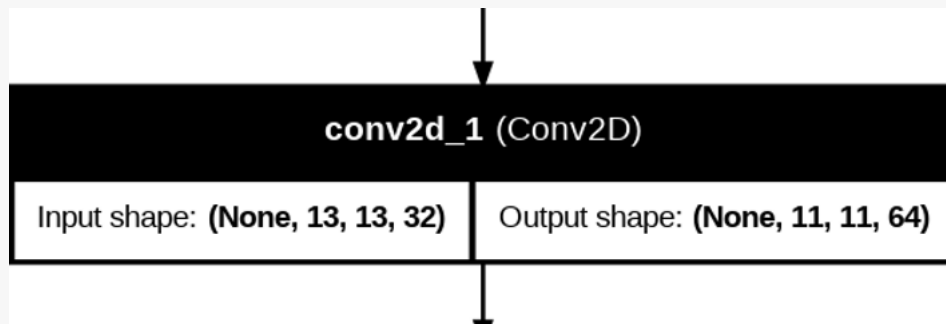 conv2d_1 (Conv2D)
Input shape: (None, 13, 13, 32) Output shape: (None, 11, 11, 64)